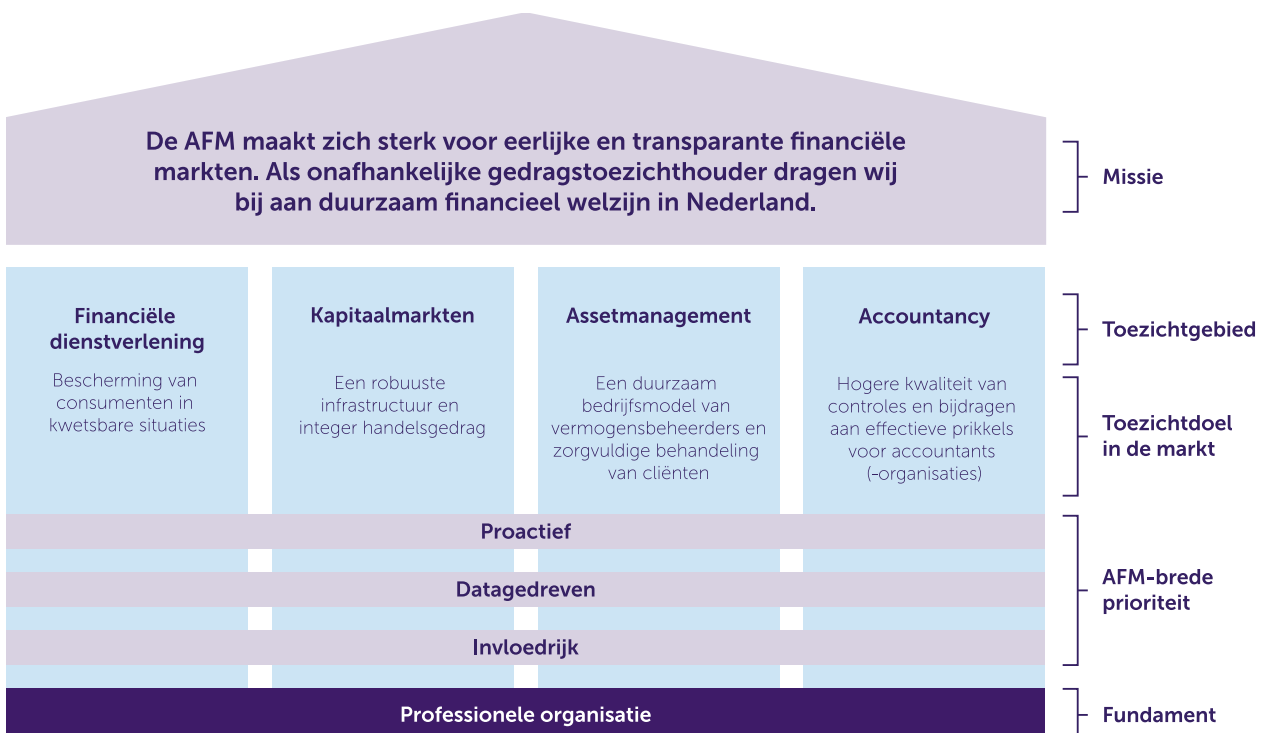 De AFM maakt zich sterk voor eerlijke en transparante financiële
markten. Als onafhankelijke gedragstoezichthouder dragen wij
bij aan duurzaam financieel welzijn in Nederland.
Missie
Financiële
dienstverlening
Kapitaalmarkten
Assetmanagement
Accountancy
Toezichtgebied
Bescherming van
consumenten in
kwetsbare situaties
Een robuuste
infrastructuur en
integer handelsgedrag
Een duurzaam
bedrijfsmodel van
vermogensbeheerders en
zorgvuldige behandeling
van cliënten
Hogere kwaliteit van
controles en bijdragen
aan effectieve prikkels
voor accountants
(-organisaties)
Toezichtdoel
in de markt
Proactief
Datagedreven
Invloedrijk
AFM-brede
prioriteit
Professionele organisatie
Fundament